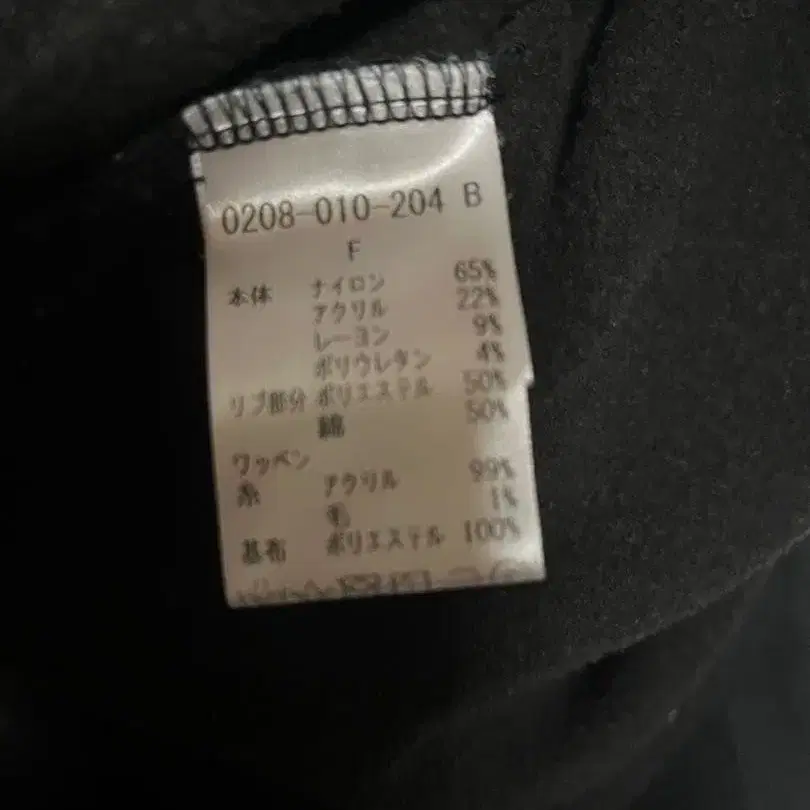 0208-010-204 B
F
本体 ナイロン 65%
アクリル 22%
レーヨン 9%
ポリウレタン 4%
リブ部分 ポリエステル 50%
綿 50%
ワッペン
糸 アクリル 99%
毛 1%
基布 ポリエステル 100%